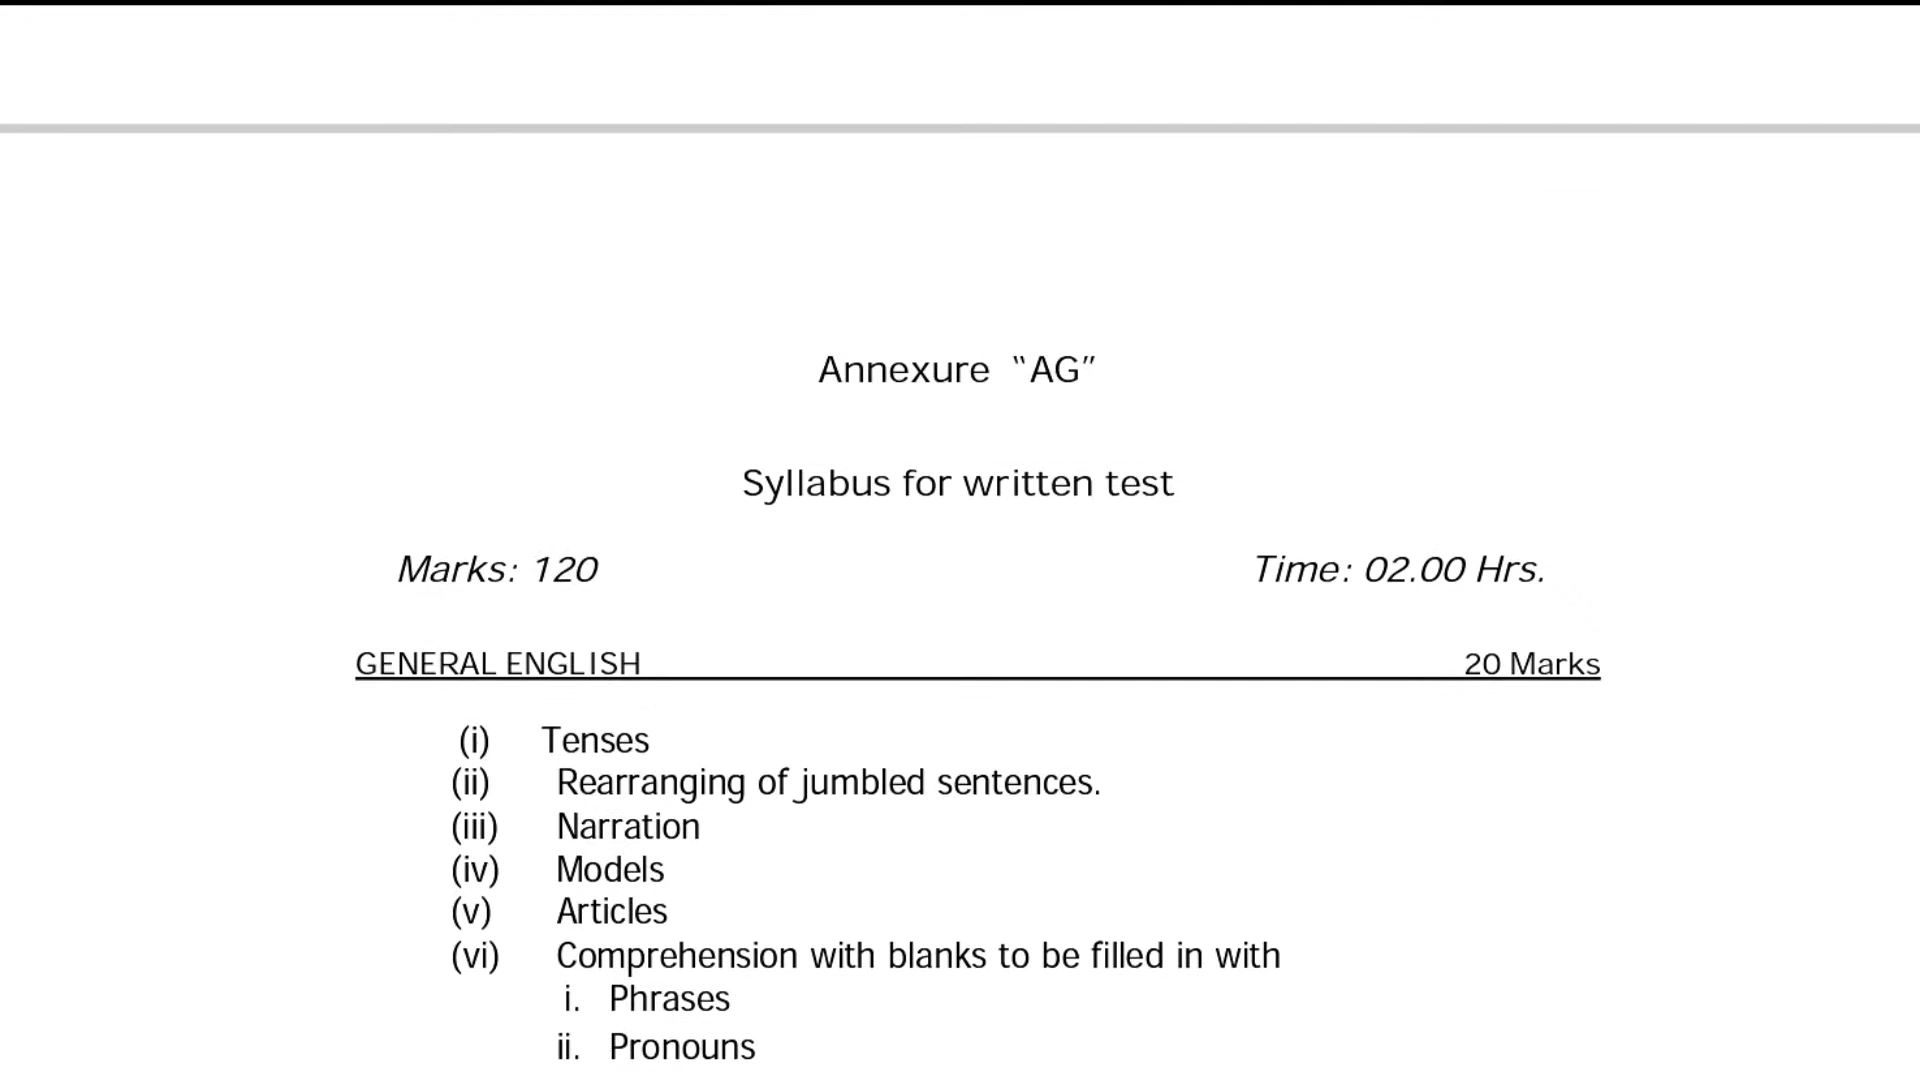 Annexure “AG”
Syllabus for written test
Marks: 120 Time: 02.00 Hrs.
GENERAL ENGLISH 20 Marks
(i) Tenses
(ii) Rearranging of jumbled sentences.
(iii) Narration
(iv) Models
(v) Articles
(vi) Comprehension with blanks to be filled in with
i. Phrases
ii. Pronouns